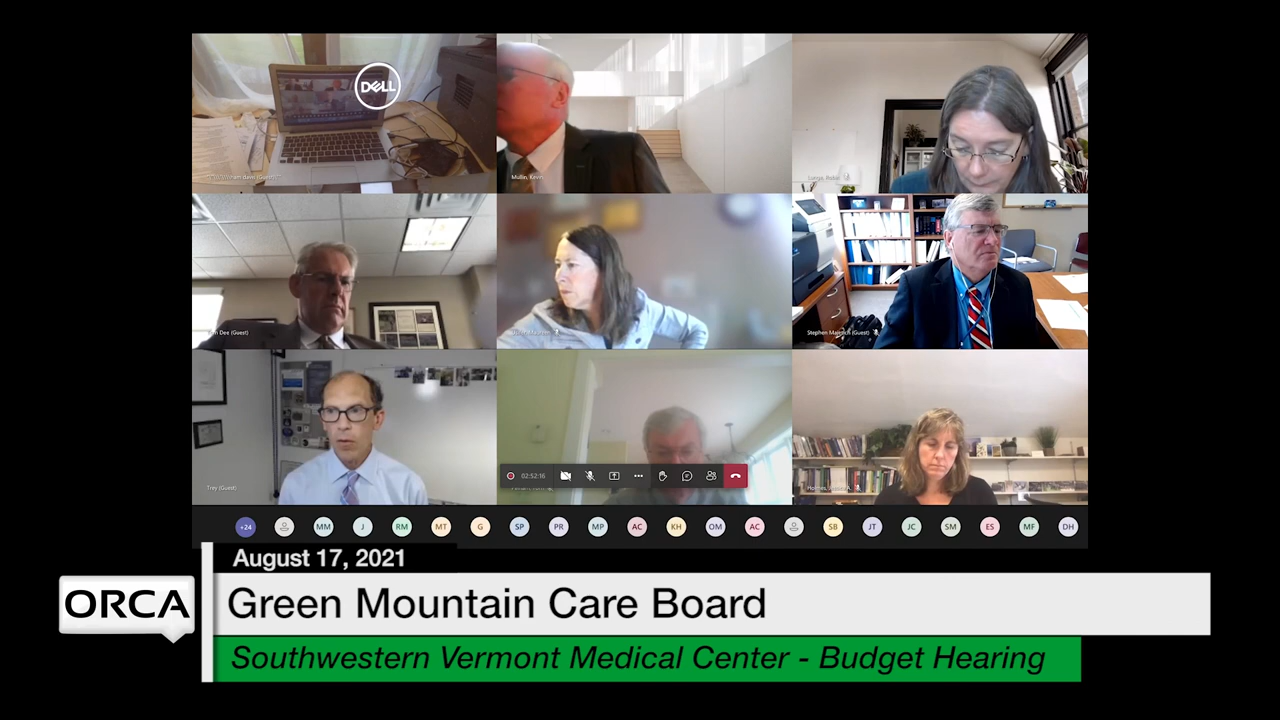 DELL
Mullin, Kevin
Dee (Guest)
Stephen Majetich (Guest)
Trey (Guest)
02:52:16
+24
MM
J
RM
MT
G
SP
PR
MP
AC
KH
OM
AC
SB
JT
JC
SM
ES
MF
DH
August 17, 2021
ORCA
Green Mountain Care Board
Southwestern Vermont Medical Center - Budget Hearing